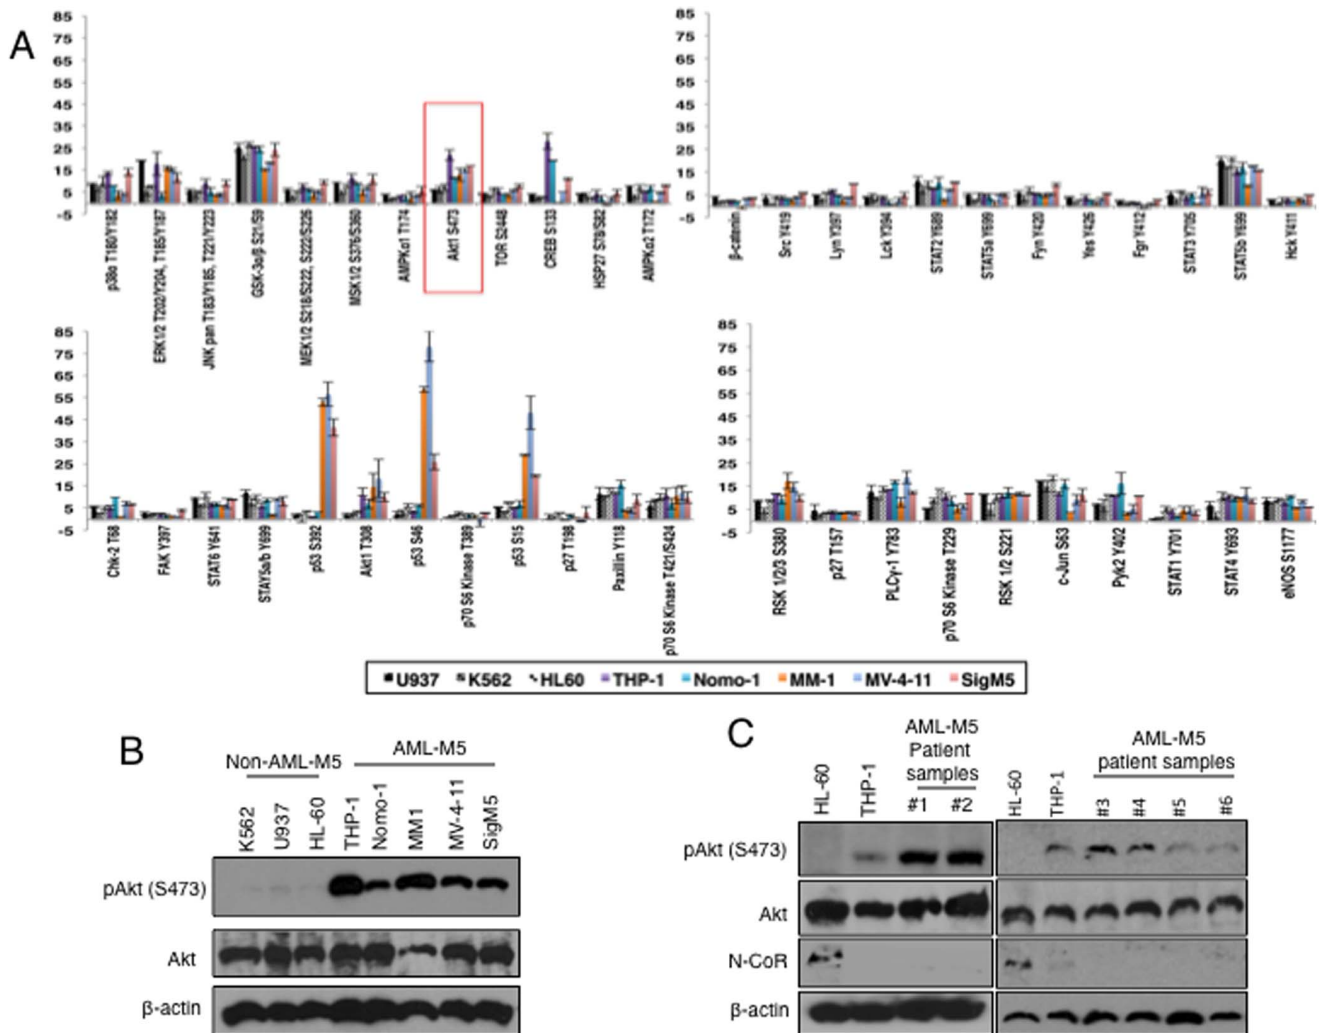 A
85
75
65
55
45
35
25
15
5
-5
p38α T180/Y182
ERK1/2 T202/Y204, T185/Y187
JNK pan T183/Y185, T221/Y223
GSK-3α/β S21/S9
MEK1/2 S218/S222, S222/S226
MSK1/2 S376/S360
AMPKα1 T174
Akt1 S473
TOR S2448
CREB S133
HSP27 S78/S82
AMPKα2 T172
85
75
65
55
45
35
25
15
5
-5
β-catenin
Src Y419
Lyn Y397
Lck Y394
STAT2 Y689
STAT5a Y699
Fyn Y420
Yes Y426
Fgr Y412
STAT3 Y705
STAT5b Y699
Hck Y411
85
75
65
55
45
35
25
15
5
-5
Chk-2 T68
FAK Y397
STAT6 Y641
STAY5a/b Y699
p53 S392
Akt1 T308
p53 S46
p70 S6 Kinase T389
p53 S15
p27 T198
Paxilin Y118
p70 S6 Kinase T421/S424
85
75
65
55
45
35
25
15
5
-5
RSK 1/2/3 S380
p27 T157
PLCγ-1 Y783
p70 S6 Kinase T229
RSK 1/2 S221
c-Jun S63
Pyk2 Y402
STAT1 Y701
STAT4 Y693
eNOS S1177
U937 K562 HL60 THP-1 Nomo-1 MM-1 MV-4-11 SigM5
B
Non-AML-M5 AML-M5
K562 U937 HL-60 THP-1 Nomo-1 MM1 MV-4-11 SigM5
pAkt (S473)
Akt
β-actin
C
AML-M5
Patient
samples
HL-60 THP-1 #1 #2
AML-M5
patient samples
HL-60 THP-1 #3 #4 #5 #6
pAkt (S473)
Akt
N-CoR
β-actin